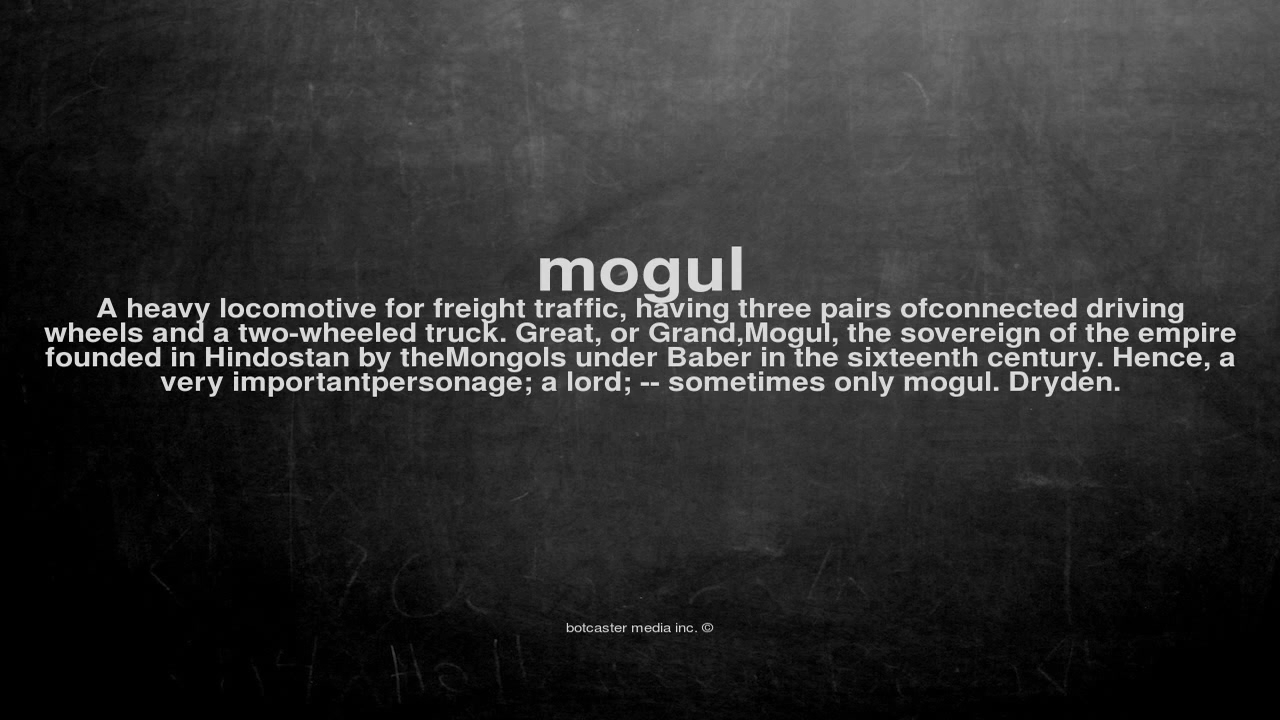 mogul
A heavy locomotive for freight traffic, having three pairs ofconnected driving
wheels and a two-wheeled truck. Great, or Grand,Mogul, the sovereign of the empire
founded in Hindostan by theMongols under Baber in the sixteenth century. Hence, a
very importantpersonage; a lord; -- sometimes only mogul. Dryden.
botcaster media inc. ©